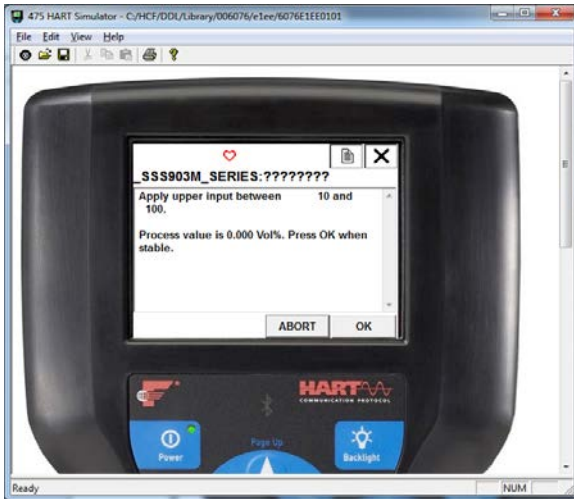 475 HART Simulator - C:/HCF/DDL/Library/006076/e1ee/6076E1EE0101
File Edit View Help
_SSS903M_SERIES:????????
Apply upper input between 10 and
100.
Process value is 0.000 Vol%. Press OK when
stable.
ABORT OK
HART
COMMUNICATION PROTOCOL
Power
Page Up
Backlight
Ready
NUM